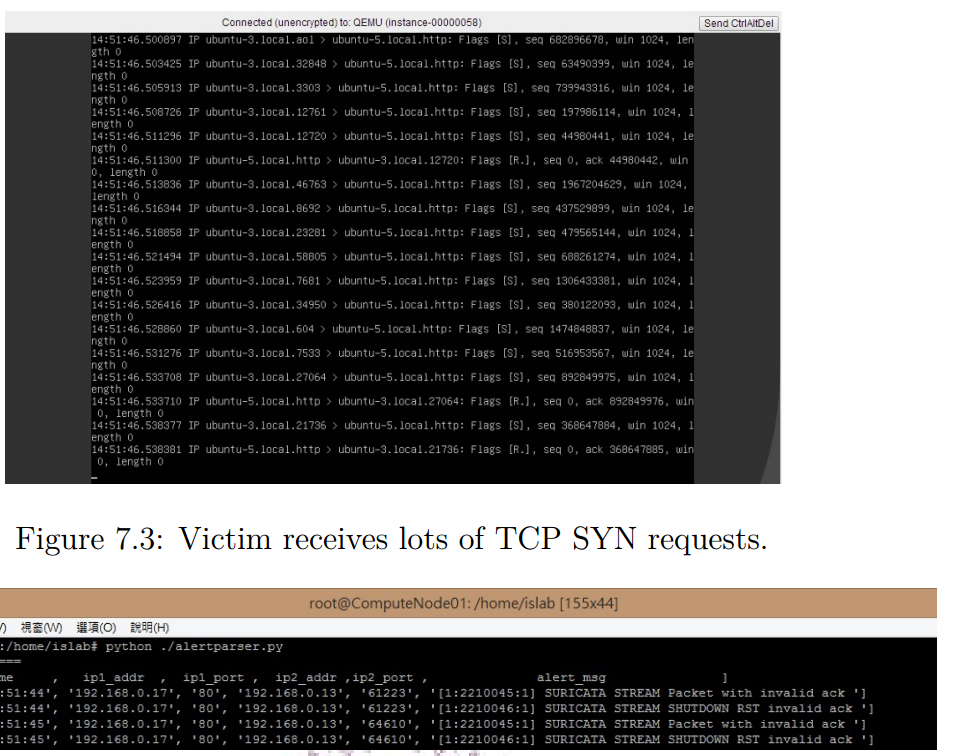 Connected (unencrypted) to: QEMU (instance-00000058)
Send CtrlAltDel
14:51:46.500897 IP ubuntu-3.local.aol > ubuntu-5.local.http: Flags [S], seq 682896678, win 1024, len
gth 0
14:51:46.503425 IP ubuntu-3.local.32848 > ubuntu-5.local.http: Flags [S], seq 63490399, win 1024, le
ngth 0
14:51:46.505913 IP ubuntu-3.local.3303 > ubuntu-5.local.http: Flags [S], seq 739943316, win 1024, le
ngth 0
14:51:46.508726 IP ubuntu-3.local.12761 > ubuntu-5.local.http: Flags [S], seq 197986114, win 1024, l
ength 0
14:51:46.511296 IP ubuntu-3.local.12720 > ubuntu-5.local.http: Flags [S], seq 44980441, win 1024, le
ngth 0
14:51:46.511300 IP ubuntu-5.local.http > ubuntu-3.local.12720: Flags [R.], seq 0, ack 44980442, win
0, length 0
14:51:46.513836 IP ubuntu-3.local.46763 > ubuntu-5.local.http: Flags [S], seq 1967204629, win 1024,
length 0
14:51:46.516344 IP ubuntu-3.local.8692 > ubuntu-5.local.http: Flags [S], seq 437529899, win 1024, le
ngth 0
14:51:46.518858 IP ubuntu-3.local.23281 > ubuntu-5.local.http: Flags [S], seq 479565144, win 1024, l
ength 0
14:51:46.521494 IP ubuntu-3.local.58805 > ubuntu-5.local.http: Flags [S], seq 688261274, win 1024, l
ength 0
14:51:46.523959 IP ubuntu-3.local.7681 > ubuntu-5.local.http: Flags [S], seq 1306433381, win 1024, l
ength 0
14:51:46.526416 IP ubuntu-3.local.34950 > ubuntu-5.local.http: Flags [S], seq 380122093, win 1024, l
ength 0
14:51:46.528860 IP ubuntu-3.local.604 > ubuntu-5.local.http: Flags [S], seq 1474848837, win 1024, le
ngth 0
14:51:46.531276 IP ubuntu-3.local.7533 > ubuntu-5.local.http: Flags [S], seq 516953567, win 1024, le
ngth 0
14:51:46.533708 IP ubuntu-3.local.27064 > ubuntu-5.local.http: Flags [S], seq 892849975, win 1024, l
ength 0
14:51:46.533710 IP ubuntu-5.local.http > ubuntu-3.local.27064: Flags [R.], seq 0, ack 892849976, win
0, length 0
14:51:46.538377 IP ubuntu-3.local.21736 > ubuntu-5.local.http: Flags [S], seq 368647884, win 1024, l
ength 0
14:51:46.538381 IP ubuntu-5.local.http > ubuntu-3.local.21736: Flags [R.], seq 0, ack 368647885, win
0, length 0
Figure 7.3: Victim receives lots of TCP SYN requests.
root@ComputeNode01: /home/islab [155x44]
/) 視窗(W) 選項(O) 說明(H)
:/home/islab# python ./alertparser.py
===
me , ip1_addr , ip1_port , ip2_addr ,ip2_port , alert_msg ]
:51:44', '192.168.0.17', '80', '192.168.0.13', '61223', '[1:2210045:1] SURICATA STREAM Packet with invalid ack ']
:51:44', '192.168.0.17', '80', '192.168.0.13', '61223', '[1:2210046:1] SURICATA STREAM SHUTDOWN RST invalid ack ']
:51:45', '192.168.0.17', '80', '192.168.0.13', '64610', '[1:2210045:1] SURICATA STREAM Packet with invalid ack ']
:51:45', '192.168.0.17', '80', '192.168.0.13', '64610', '[1:2210046:1] SURICATA STREAM SHUTDOWN RST invalid ack ']